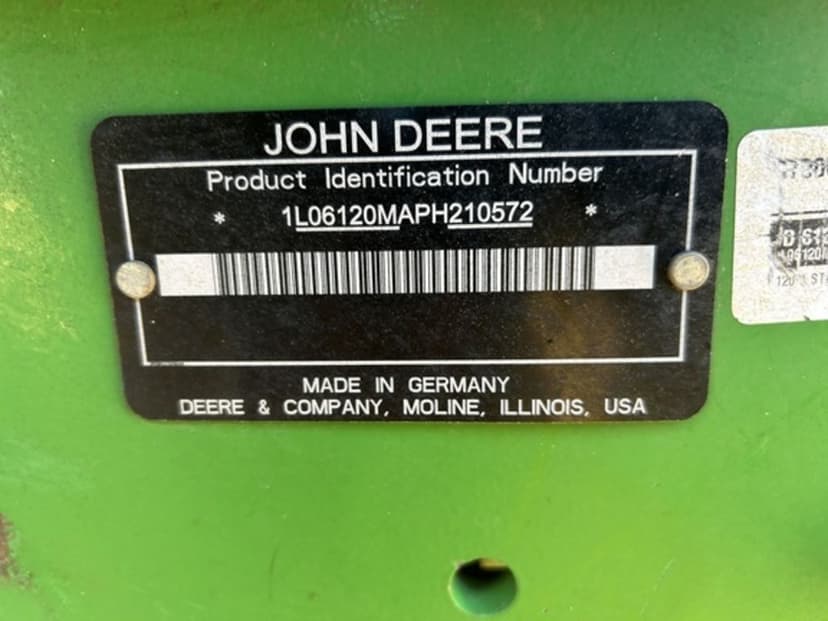 JOHN DEERE
Product Identification Number
* 1L06120MAPH210572 *
MADE IN GERMANY
DEERE & COMPANY, MOLINE, ILLINOIS, USA